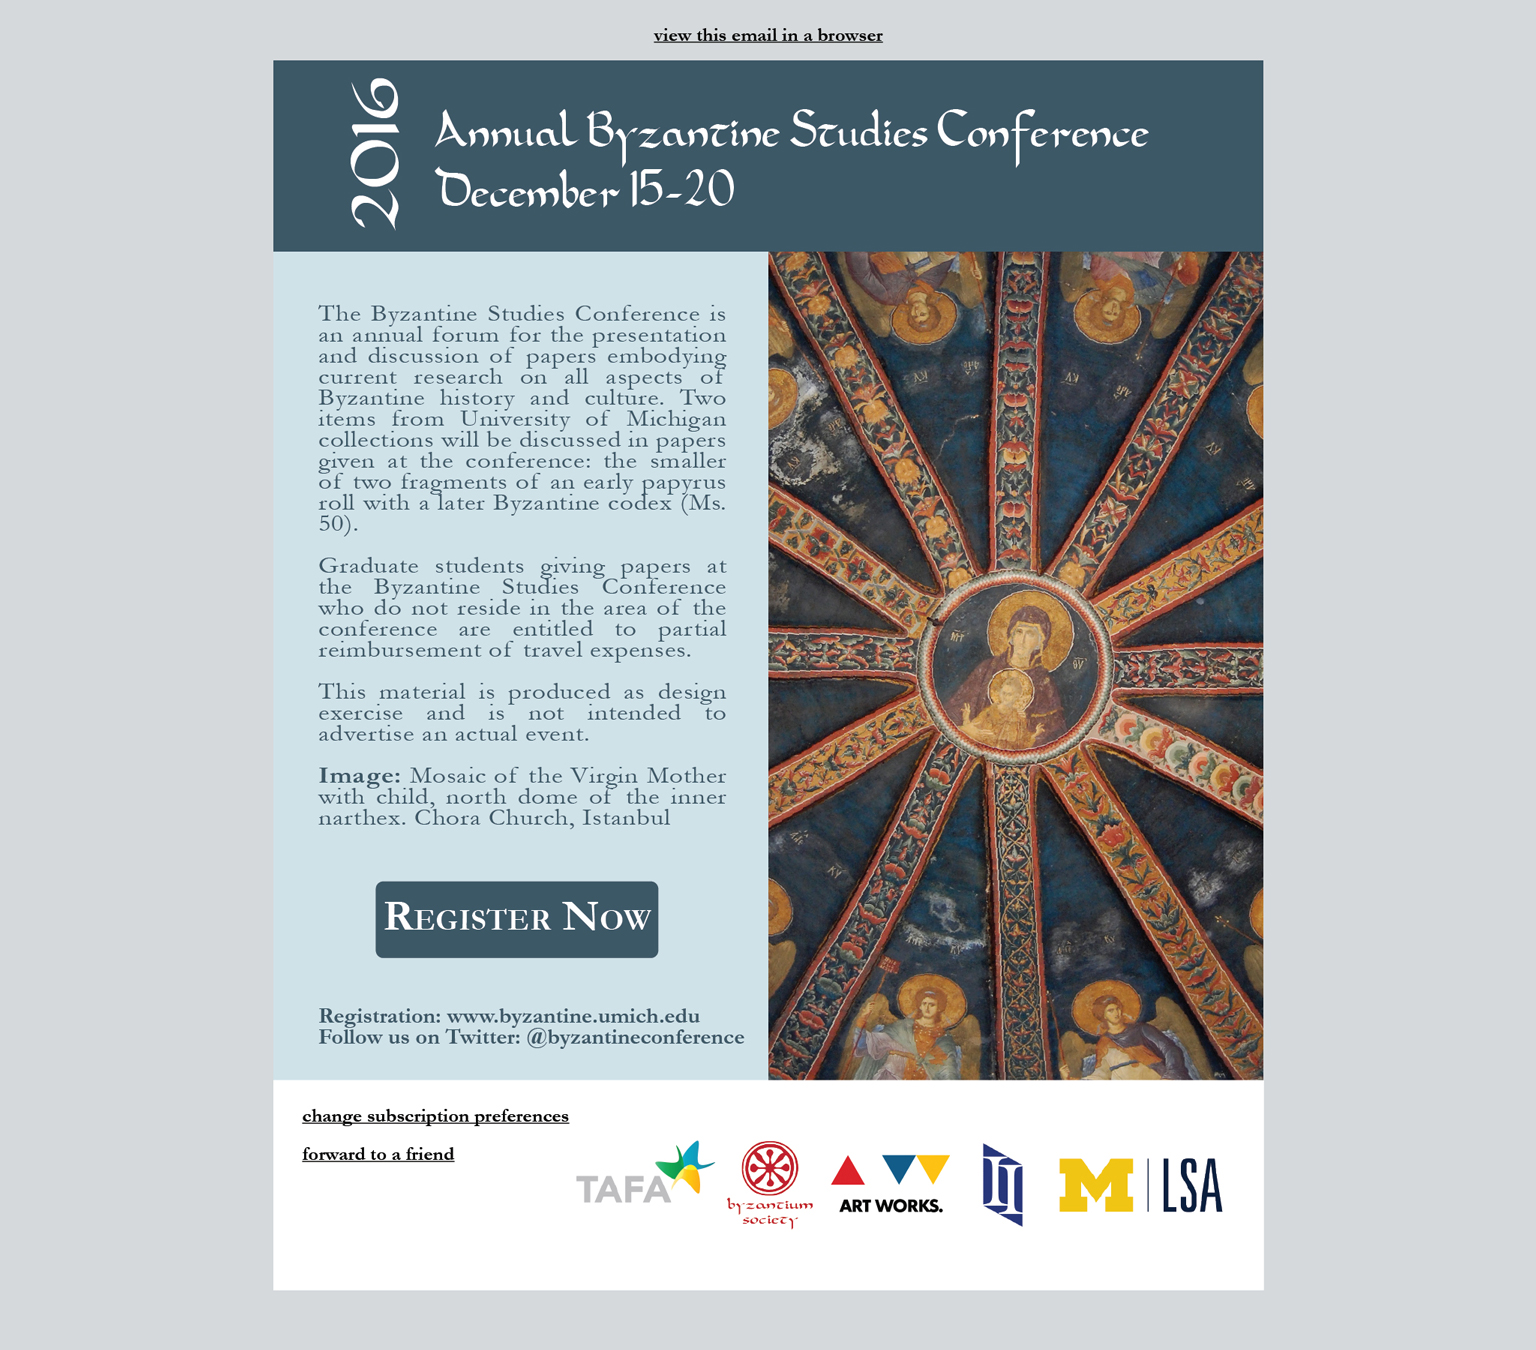 view this email in a browser
2016
Annual Byzantine Studies Conference
December 15-20
The Byzantine Studies Conference is
an annual forum for the presentation
and discussion of papers embodying
current research on all aspects of
Byzantine history and culture. Two
items from University of Michigan
collections will be discussed in papers
given at the conference: the smaller
of two fragments of an early papyrus
roll with a later Byzantine codex (Ms.
50).
Graduate students giving papers at
the Byzantine Studies Conference
who do not reside in the area of the
conference are entitled to partial
reimbursement of travel expenses.
This material is produced as design
exercise and is not intended to
advertise an actual event.
Image: Mosaic of the Virgin Mother
with child, north dome of the inner
narthex. Chora Church, Istanbul
Register Now
Registration: www.byzantine.umich.edu
Follow us on Twitter: @byzantineconference
change subscription preferences
forward to a friend
TAFA
byzantium
society
ART WORKS.
M LSA